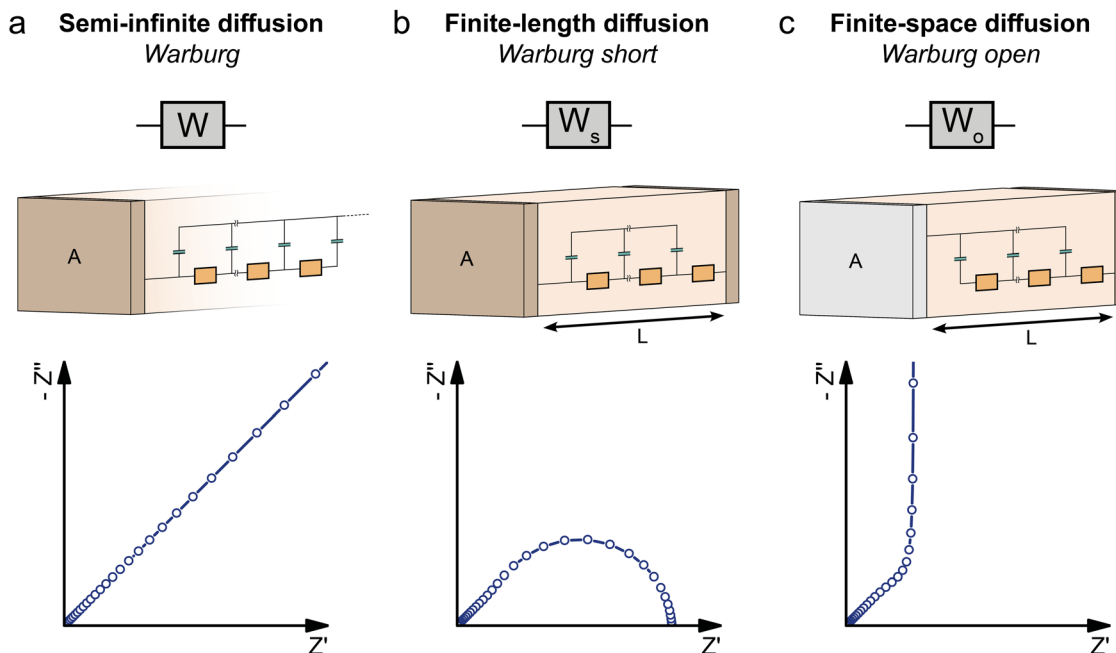 a Semi-infinite diffusion
Warburg
W
A
-Z''
Z'
b Finite-length diffusion
Warburg short
Ws
A
L
-Z''
Z'
c Finite-space diffusion
Warburg open
Wo
A
L
-Z''
Z'